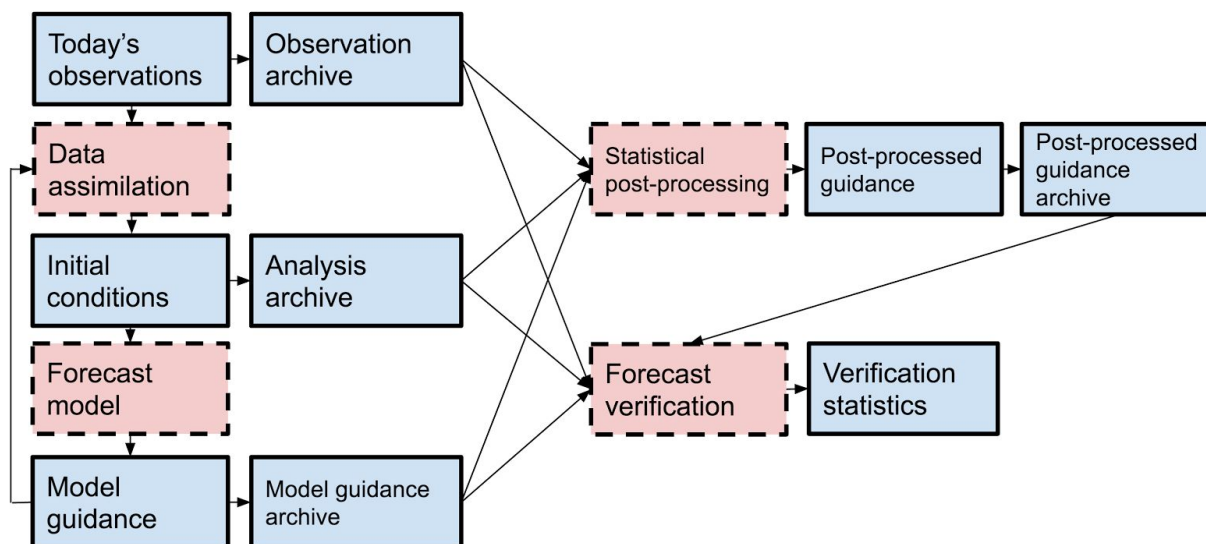 Today's
observations
Observation
archive
Data
assimilation
Statistical
post-processing
Post-processed
guidance
Post-processed
guidance
archive
Initial
conditions
Analysis
archive
Forecast
model
Forecast
verification
Verification
statistics
Model
guidance
Model guidance
archive